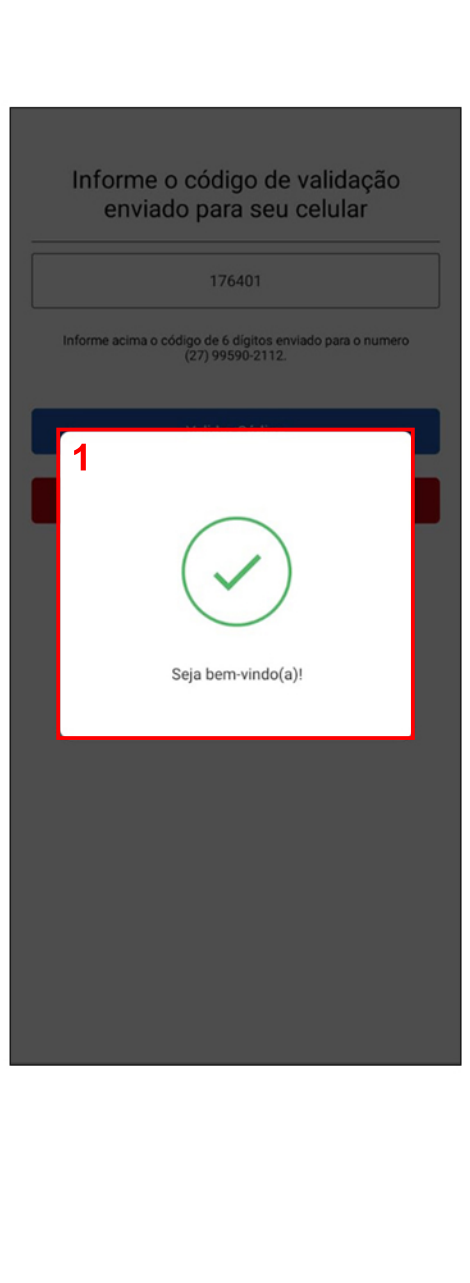 Informe o código de validação
enviado para seu celular
176401
Informe acima o código de 6 dígitos enviado para o numero
(27) 99590-2112.
1
Seja bem-vindo(a)!